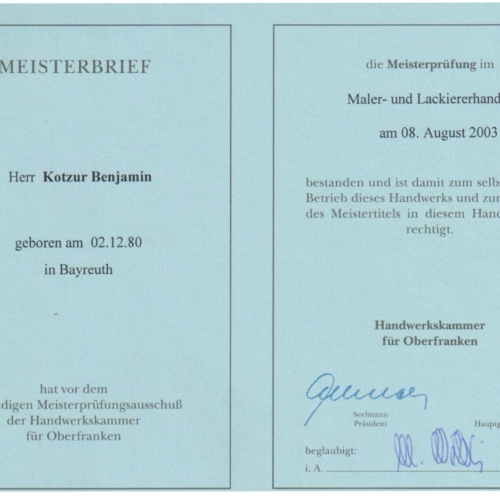 MEISTERBRIEF
Herr Kotzur Benjamin
geboren am 02.12.80
in Bayreuth
hat vor dem
digen Meisterprüfungsausschuß
der Handwerkskammer
für Oberfranken
die Meisterprüfung im
Maler- und Lackiererhand
am 08. August 2003
bestanden und ist damit zum selb
Betrieb dieses Handwerks und zur
des Meistertitels in diesem Hand
rechtigt.
Handwerkskammer
für Oberfranken
Seelmann
Präsident
Hauptg
beglaubigt:
i. A.